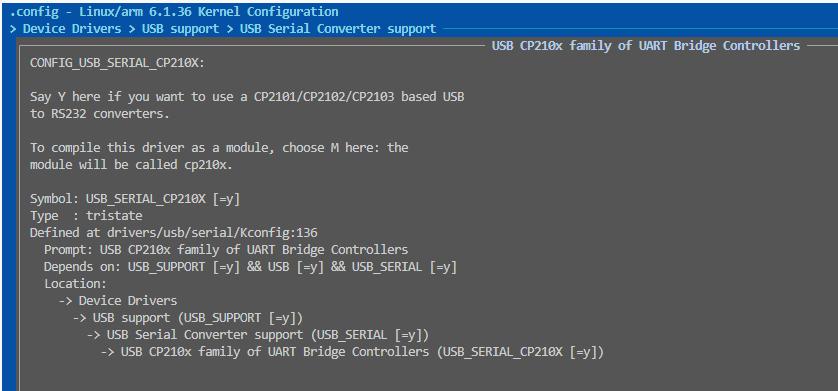 .config - Linux/arm 6.1.36 Kernel Configuration
> Device Drivers > USB support > USB Serial Converter support
USB CP210x family of UART Bridge Controllers
CONFIG_USB_SERIAL_CP210X:
Say Y here if you want to use a CP2101/CP2102/CP2103 based USB
to RS232 converters.
To compile this driver as a module, choose M here: the
module will be called cp210x.
Symbol: USB_SERIAL_CP210X [=y]
Type  : tristate
Defined at drivers/usb/serial/Kconfig:136
Prompt: USB CP210x family of UART Bridge Controllers
Depends on: USB_SUPPORT [=y] && USB [=y] && USB_SERIAL [=y]
Location:
-> Device Drivers
-> USB support (USB_SUPPORT [=y])
-> USB Serial Converter support (USB_SERIAL [=y])
-> USB CP210x family of UART Bridge Controllers (USB_SERIAL_CP210X [=y])